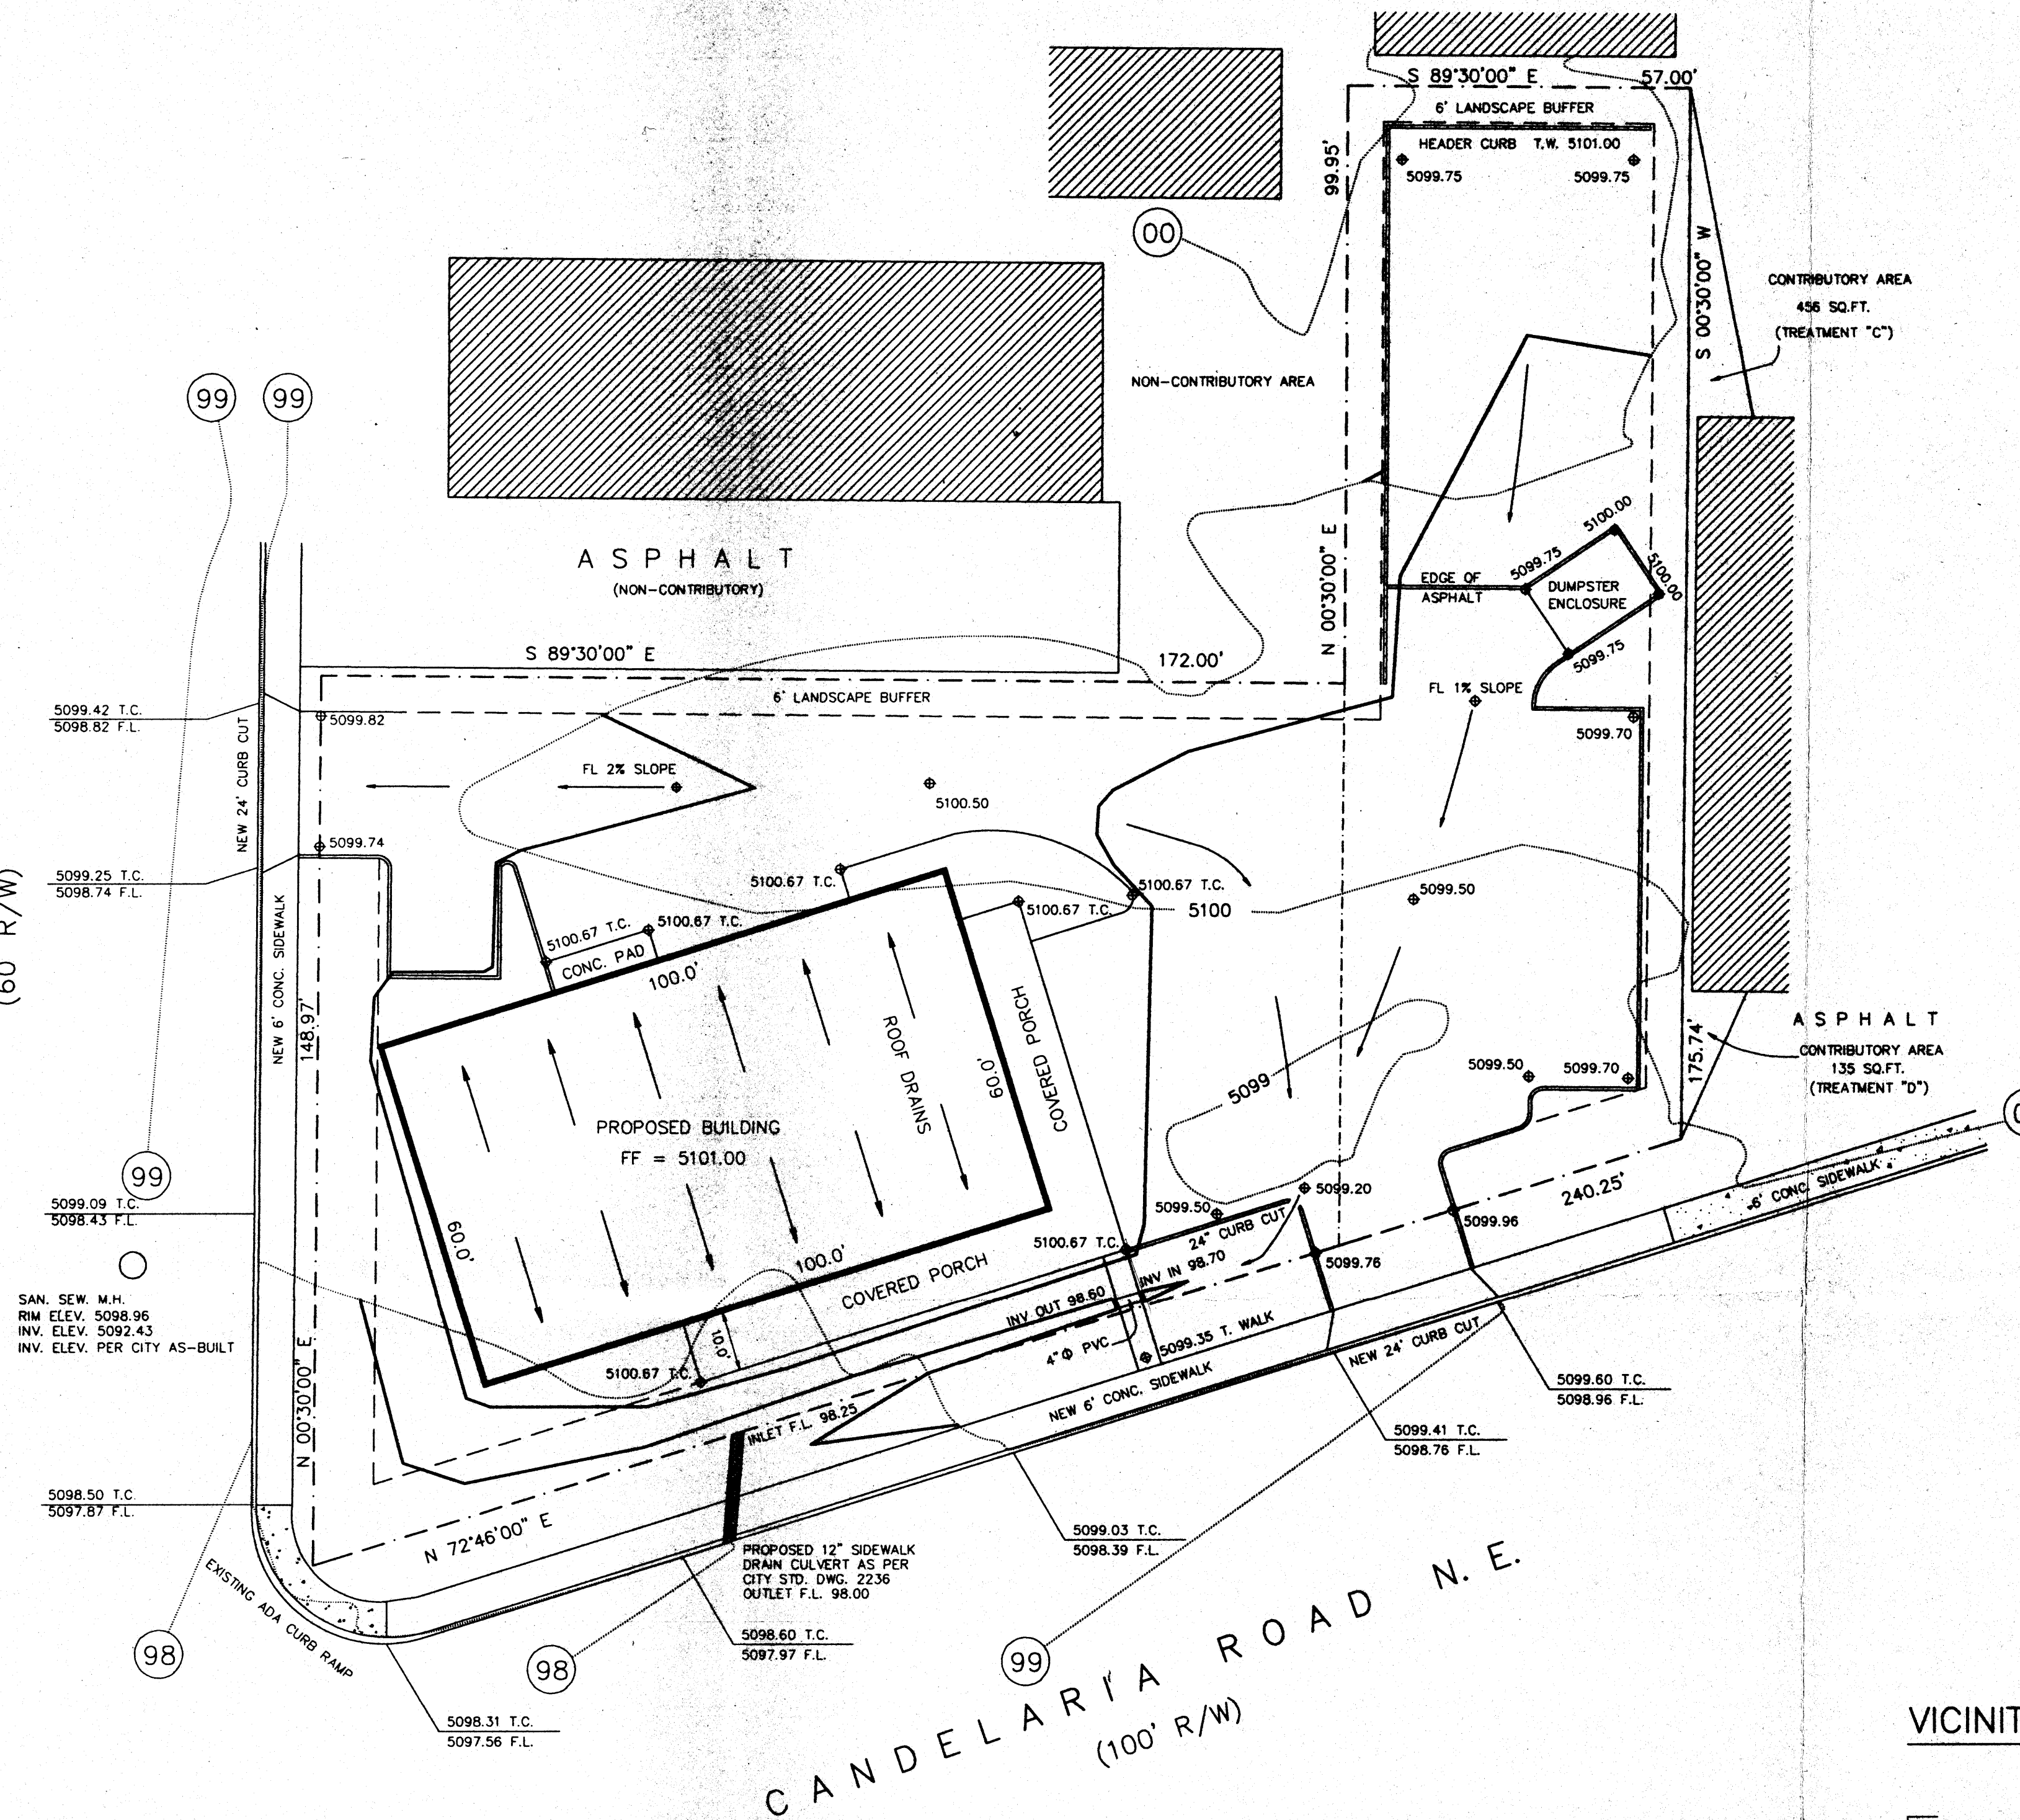 S 89°30'00" E
57.00'
6' LANDSCAPE BUFFER
HEADER CURB T.W. 5101.00
5099.75
5099.75
99.95'
00
S 00°30'00" W
CONTRIBUTORY AREA
456 SQ.FT.
(TREATMENT "C")
NON-CONTRIBUTORY AREA
99
99
ASPHALT
(NON-CONTRIBUTORY)
N 00°30'00" E
5100.00
5100.00
5099.75
EDGE OF
ASPHALT
DUMPSTER
ENCLOSURE
5099.75
S 89°30'00" E
172.00'
6' LANDSCAPE BUFFER
FL 1% SLOPE
5099.70
5099.42 T.C.
5098.82 F.L.
NEW 24' CURB CUT
5099.82
FL 2% SLOPE
5100.50
5099.74
5099.25 T.C.
5098.74 F.L.
(60' R/W)
NEW 6' CONC. SIDEWALK
148.97'
5100.67 T.C.
5100.67 T.C.
5100.67 T.C.
5100
5099.50
5100.67 T.C.
5100.67 T.C.
CONC. PAD
100.0'
ROOF DRAINS
60.0'
COVERED PORCH
5099
5099.50
5099.70
175.74'
ASPHALT
CONTRIBUTORY AREA
135 SQ.FT.
(TREATMENT "D")
PROPOSED BUILDING
FF = 5101.00
99
5099.09 T.C.
5098.43 F.L.
60.0'
100.0'
COVERED PORCH
5099.50
5099.20
24" CURB CUT
5100.67 T.C.
INV IN 98.70
INV OUT 98.60
5099.76
5099.96
240.25'
6' CONC. SIDEWALK
SAN. SEW. M.H.
RIM ELEV. 5098.96
INV. ELEV. 5092.43
INV. ELEV. PER CITY AS-BUILT
N 00°30'00" E
10.0'
5100.67 T.C.
4"Φ PVC
5099.35 T. WALK
NEW 24' CURB CUT
NEW 6' CONC. SIDEWALK
5099.60 T.C.
5098.96 F.L.
INLET F.L. 98.25
5099.41 T.C.
5098.76 F.L.
5098.50 T.C.
5097.87 F.L.
N 72°46'00" E
5099.03 T.C.
5098.39 F.L.
PROPOSED 12" SIDEWALK
DRAIN CULVERT AS PER
CITY STD. DWG. 2236
OUTLET F.L. 98.00
EXISTING ADA CURB RAMP
98
98
5098.60 T.C.
5097.97 F.L.
99
5098.31 T.C.
5097.56 F.L.
CANDELARIA ROAD N.E.
(100' R/W)
VICINIT